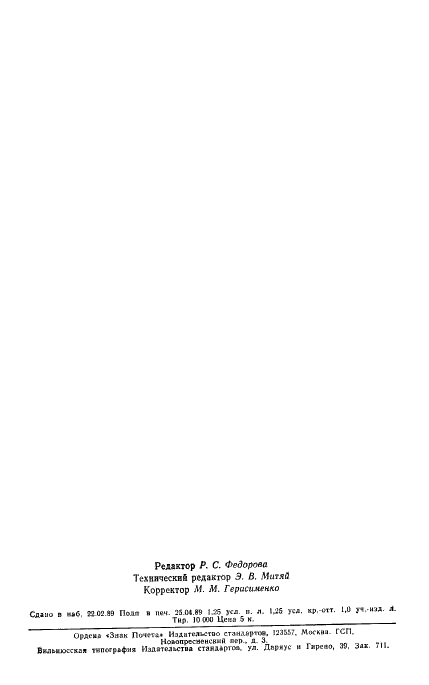 Редактор Р. С. Федорова
Технический редактор Э. В. Митяй
Корректор М. М. Герасименко
Сдано в наб. 22.02.89 Подп в печ. 25.04.89 1,25 усл. п. л. 1,25 усл. кр.-отт. 1,0 уч.-изд. л.
Тир. 10 000 Цена 5 к.
Ордена «Знак Почета» Издательство стандартов, 123557, Москва. ГСП,
Новопресненский пер., д. 3.
Вильнюсская типография Издательства стандартов, ул. Даряус и Гирено, 39, Зак. 711.